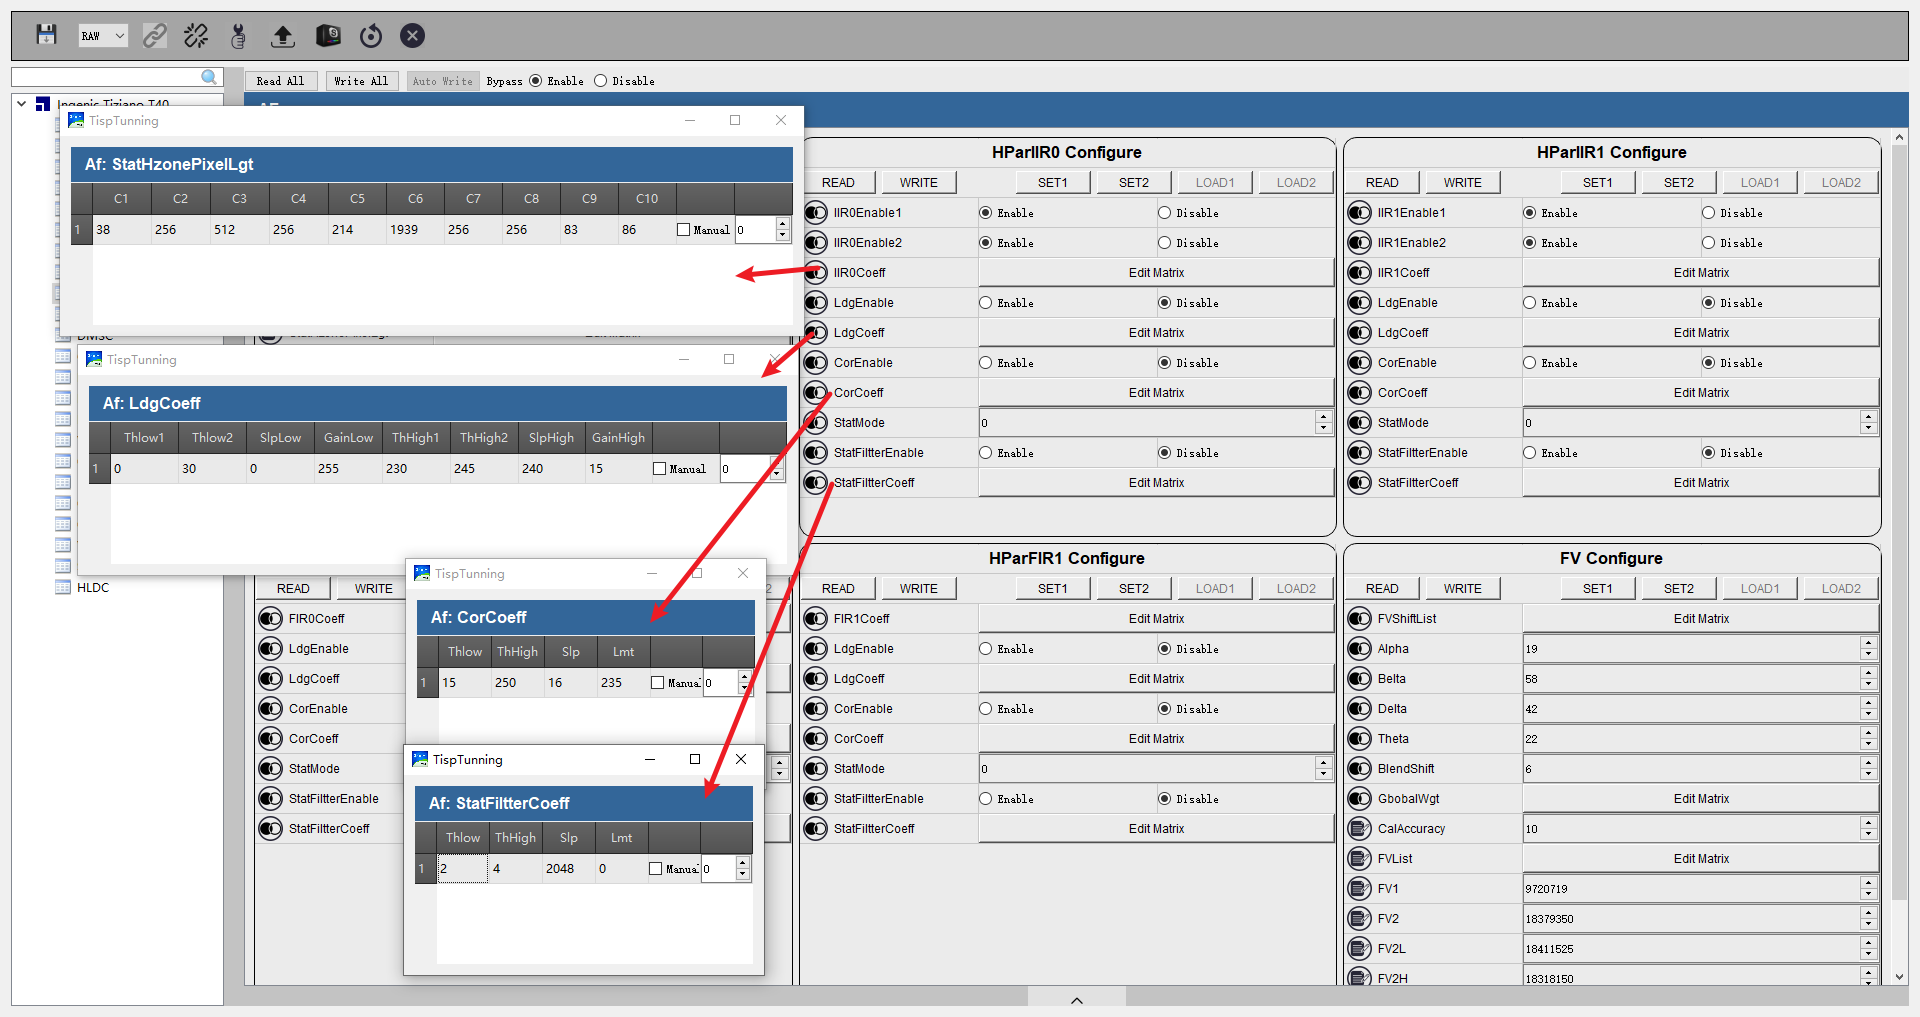 RAW
Read All Write All Auto Write Bypass Enable Disable
Ingenic Tiziano T40
HLDC
TispTunning
Af: StatHzonePixelLgt
C1 C2 C3 C4 C5 C6 C7 C8 C9 C10
1 38 256 512 256 214 1939 256 256 83 86 Manual 0
TispTunning
Af: LdgCoeff
Thlow1 Thlow2 SlpLow GainLow ThHigh1 ThHigh2 SlpHigh GainHigh
1 0 30 0 255 230 245 240 15 Manual 0
TispTunning
Af: CorCoeff
Thlow ThHigh Slp Lmt
1 15 250 16 235 Manual 0
TispTunning
Af: StatFiltterCoeff
Thlow ThHigh Slp Lmt
1 2 4 2048 0 Manual 0
HParIIR0 Configure
READ WRITE SET1 SET2 LOAD1 LOAD2
IIR0Enable1 Enable Disable
IIR0Enable2 Enable Disable
IIR0Coeff Edit Matrix
LdgEnable Enable Disable
LdgCoeff Edit Matrix
CorEnable Enable Disable
CorCoeff Edit Matrix
StatMode 0
StatFiltterEnable Enable Disable
StatFiltterCoeff Edit Matrix
HParIIR1 Configure
READ WRITE SET1 SET2 LOAD1 LOAD2
IIR1Enable1 Enable Disable
IIR1Enable2 Enable Disable
IIR1Coeff Edit Matrix
LdgEnable Enable Disable
LdgCoeff Edit Matrix
CorEnable Enable Disable
CorCoeff Edit Matrix
StatMode 0
StatFiltterEnable Enable Disable
StatFiltterCoeff Edit Matrix
READ WRITE
FIR0Coeff
LdgEnable
LdgCoeff
CorEnable
CorCoeff
StatMode
StatFiltterEnable
StatFiltterCoeff
HParFIR1 Configure
READ WRITE SET1 SET2 LOAD1 LOAD2
FIR1Coeff Edit Matrix
LdgEnable Enable Disable
LdgCoeff Edit Matrix
CorEnable Enable Disable
CorCoeff Edit Matrix
StatMode 0
StatFiltterEnable Enable Disable
StatFiltterCoeff Edit Matrix
FV Configure
READ WRITE SET1 SET2 LOAD1 LOAD2
FVShiftList Edit Matrix
Alpha 19
Belta 58
Delta 42
Theta 22
BlendShift 6
GbobalWgt Edit Matrix
CalAccuracy 10
FVList Edit Matrix
FV1 9720719
FV2 18379350
FV2L 18411525
FV2H 18318150